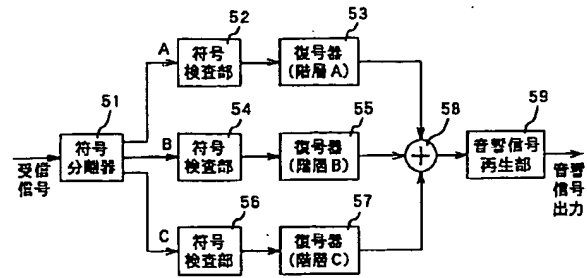 52
53
A
符号
検査部
復号器
(階層A)
51
54
55
58
59
受信
信号
符号
分離器
B
符号
検査部
復号器
(階層B)
音響信号
再生部
音響
信号
出力
56
57
C
符号
検査部
復号器
(階層C)